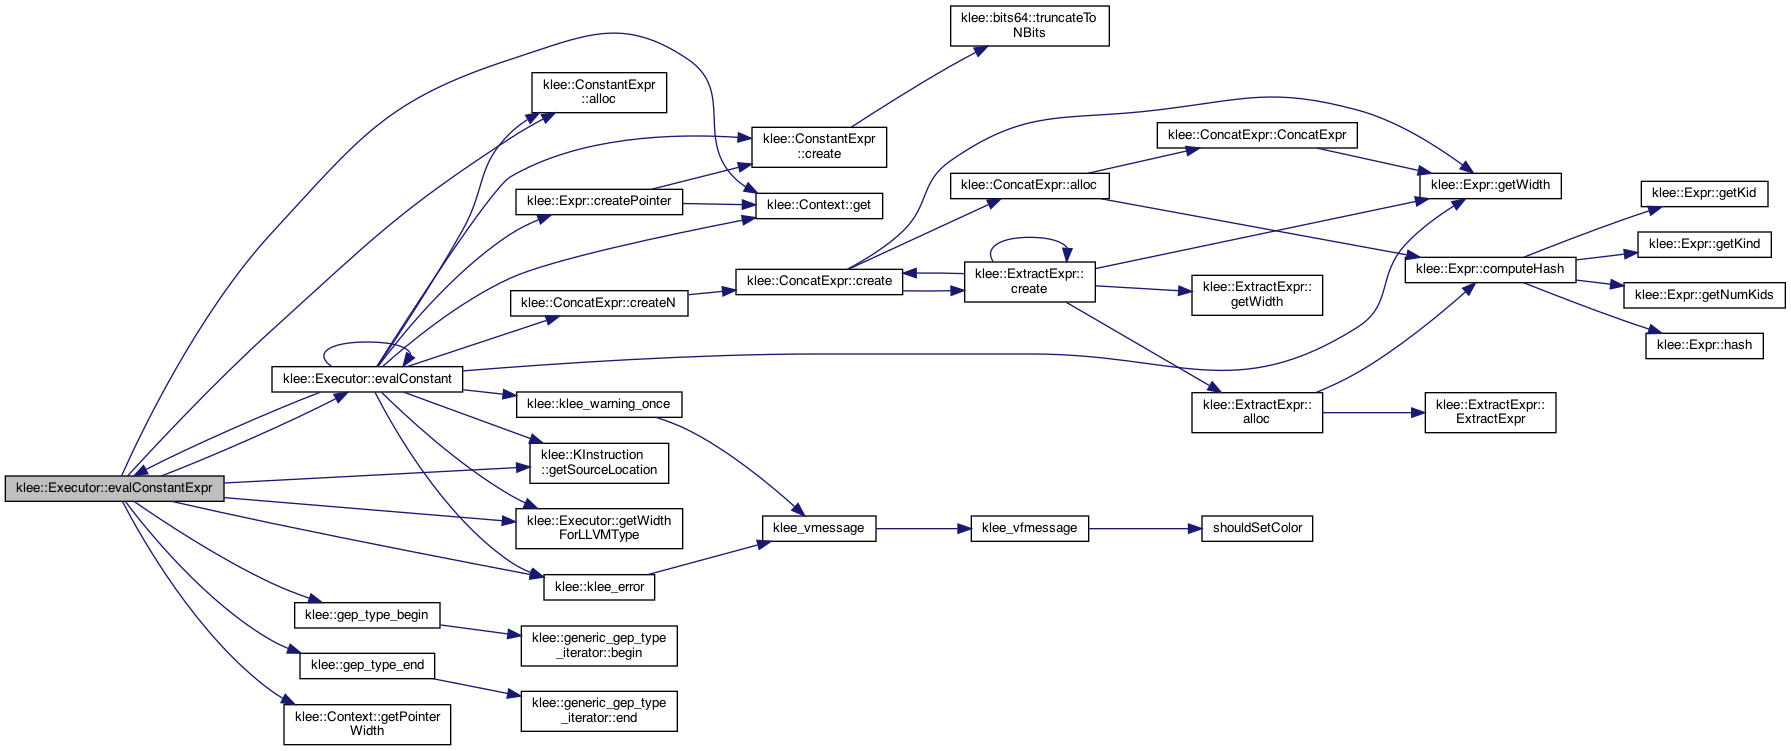 klee::Executor::evalConstantExpr
klee::Executor::evalConstant
klee::gep_type_begin
klee::gep_type_end
klee::Context::getPointer
Width
klee::ConstantExpr
::alloc
klee::Expr::createPointer
klee::ConcatExpr::createN
klee::klee_warning_once
klee::KInstruction
::getSourceLocation
klee::Executor::getWidth
ForLLVMType
klee::klee_error
klee::generic_gep_type
_iterator::begin
klee::generic_gep_type
_iterator::end
klee::ConstantExpr
::create
klee::Context::get
klee::ConcatExpr::create
klee_vmessage
klee::bits64::truncateTo
NBits
klee::ConcatExpr::alloc
klee::ExtractExpr::
create
klee_vfmessage
klee::ConcatExpr::ConcatExpr
klee::ExtractExpr::
getWidth
klee::ExtractExpr::
alloc
shouldSetColor
klee::Expr::getWidth
klee::Expr::computeHash
klee::ExtractExpr::
ExtractExpr
klee::Expr::getKid
klee::Expr::getKind
klee::Expr::getNumKids
klee::Expr::hash